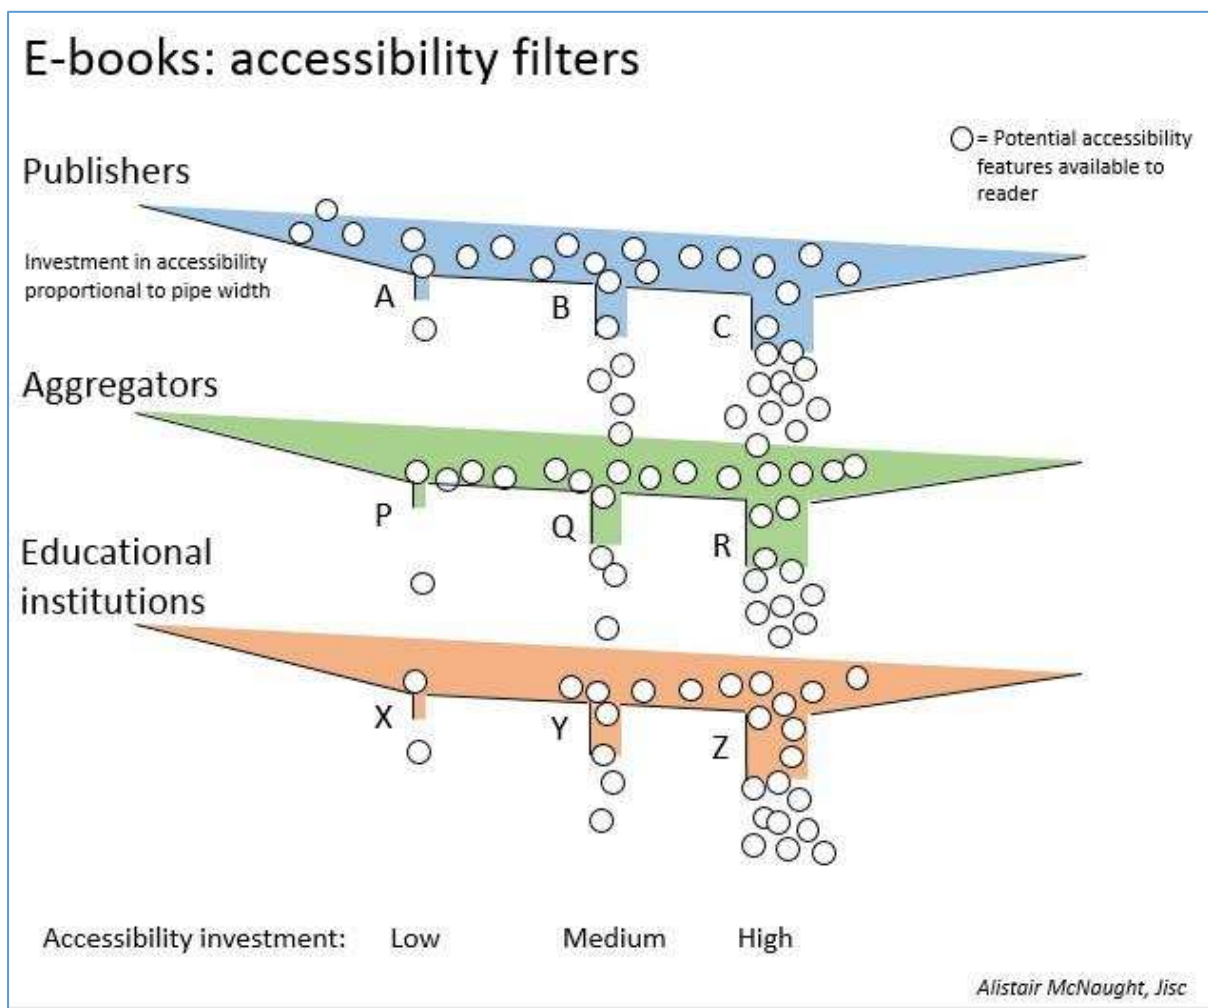 E-books: accessibility filters
= Potential accessibility
features available to
reader
Publishers
Investment in accessibility
proportional to pipe width
A
B
C
Aggregators
P
Q
R
Educational
institutions
X
Y
Z
Accessibility investment: Low Medium High
Alistair McNaught, Jisc